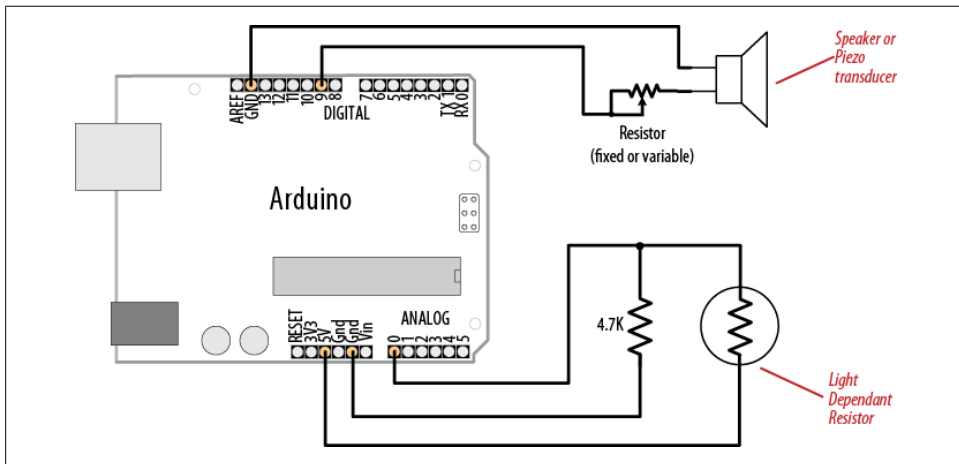 Speaker or
Piezo
transducer
AREF
GND
13
12
11
10
9
8
7
6
5
4
3
2
TX 1
RX 0
DIGITAL
Resistor
(fixed or variable)
Arduino
RESET
3V3
5V
Gnd
Gnd
Vin
ANALOG
0
1
2
3
4
5
4.7K
Light
Dependant
Resistor